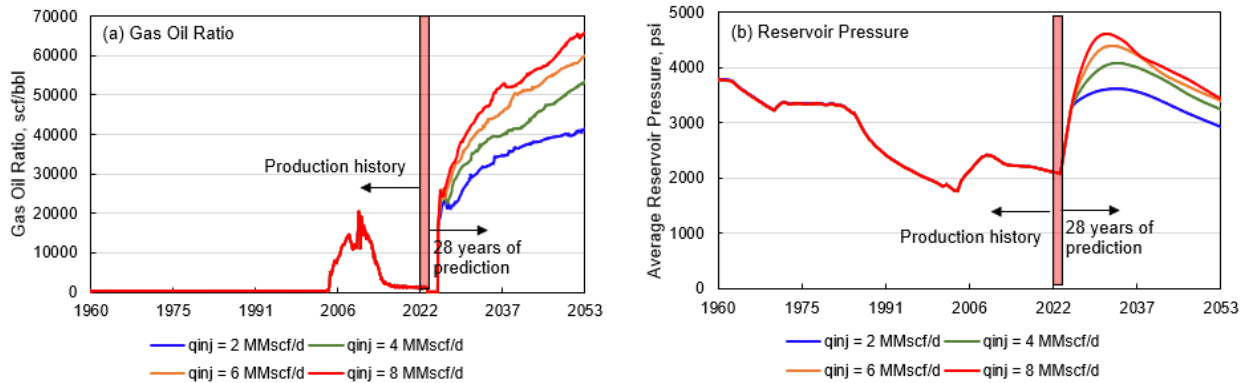 (a) Gas Oil Ratio
Gas Oil Ratio, scf/bbl
70000
60000
50000
40000
30000
20000
10000
0
Production history
28 years of
prediction
1960
1975
1991
2006
2022
2037
2053
qinj = 2 MMscf/d
qinj = 4 MMscf/d
qinj = 6 MMscf/d
qinj = 8 MMscf/d
(b) Reservoir Pressure
Average Reservoir Pressure, psi
5000
4000
3000
2000
1000
0
Production history
28 years of
prediction
1960
1975
1991
2006
2022
2037
2053
qinj = 2 MMscf/d
qinj = 4 MMscf/d
qinj = 6 MMscf/d
qinj = 8 MMscf/d